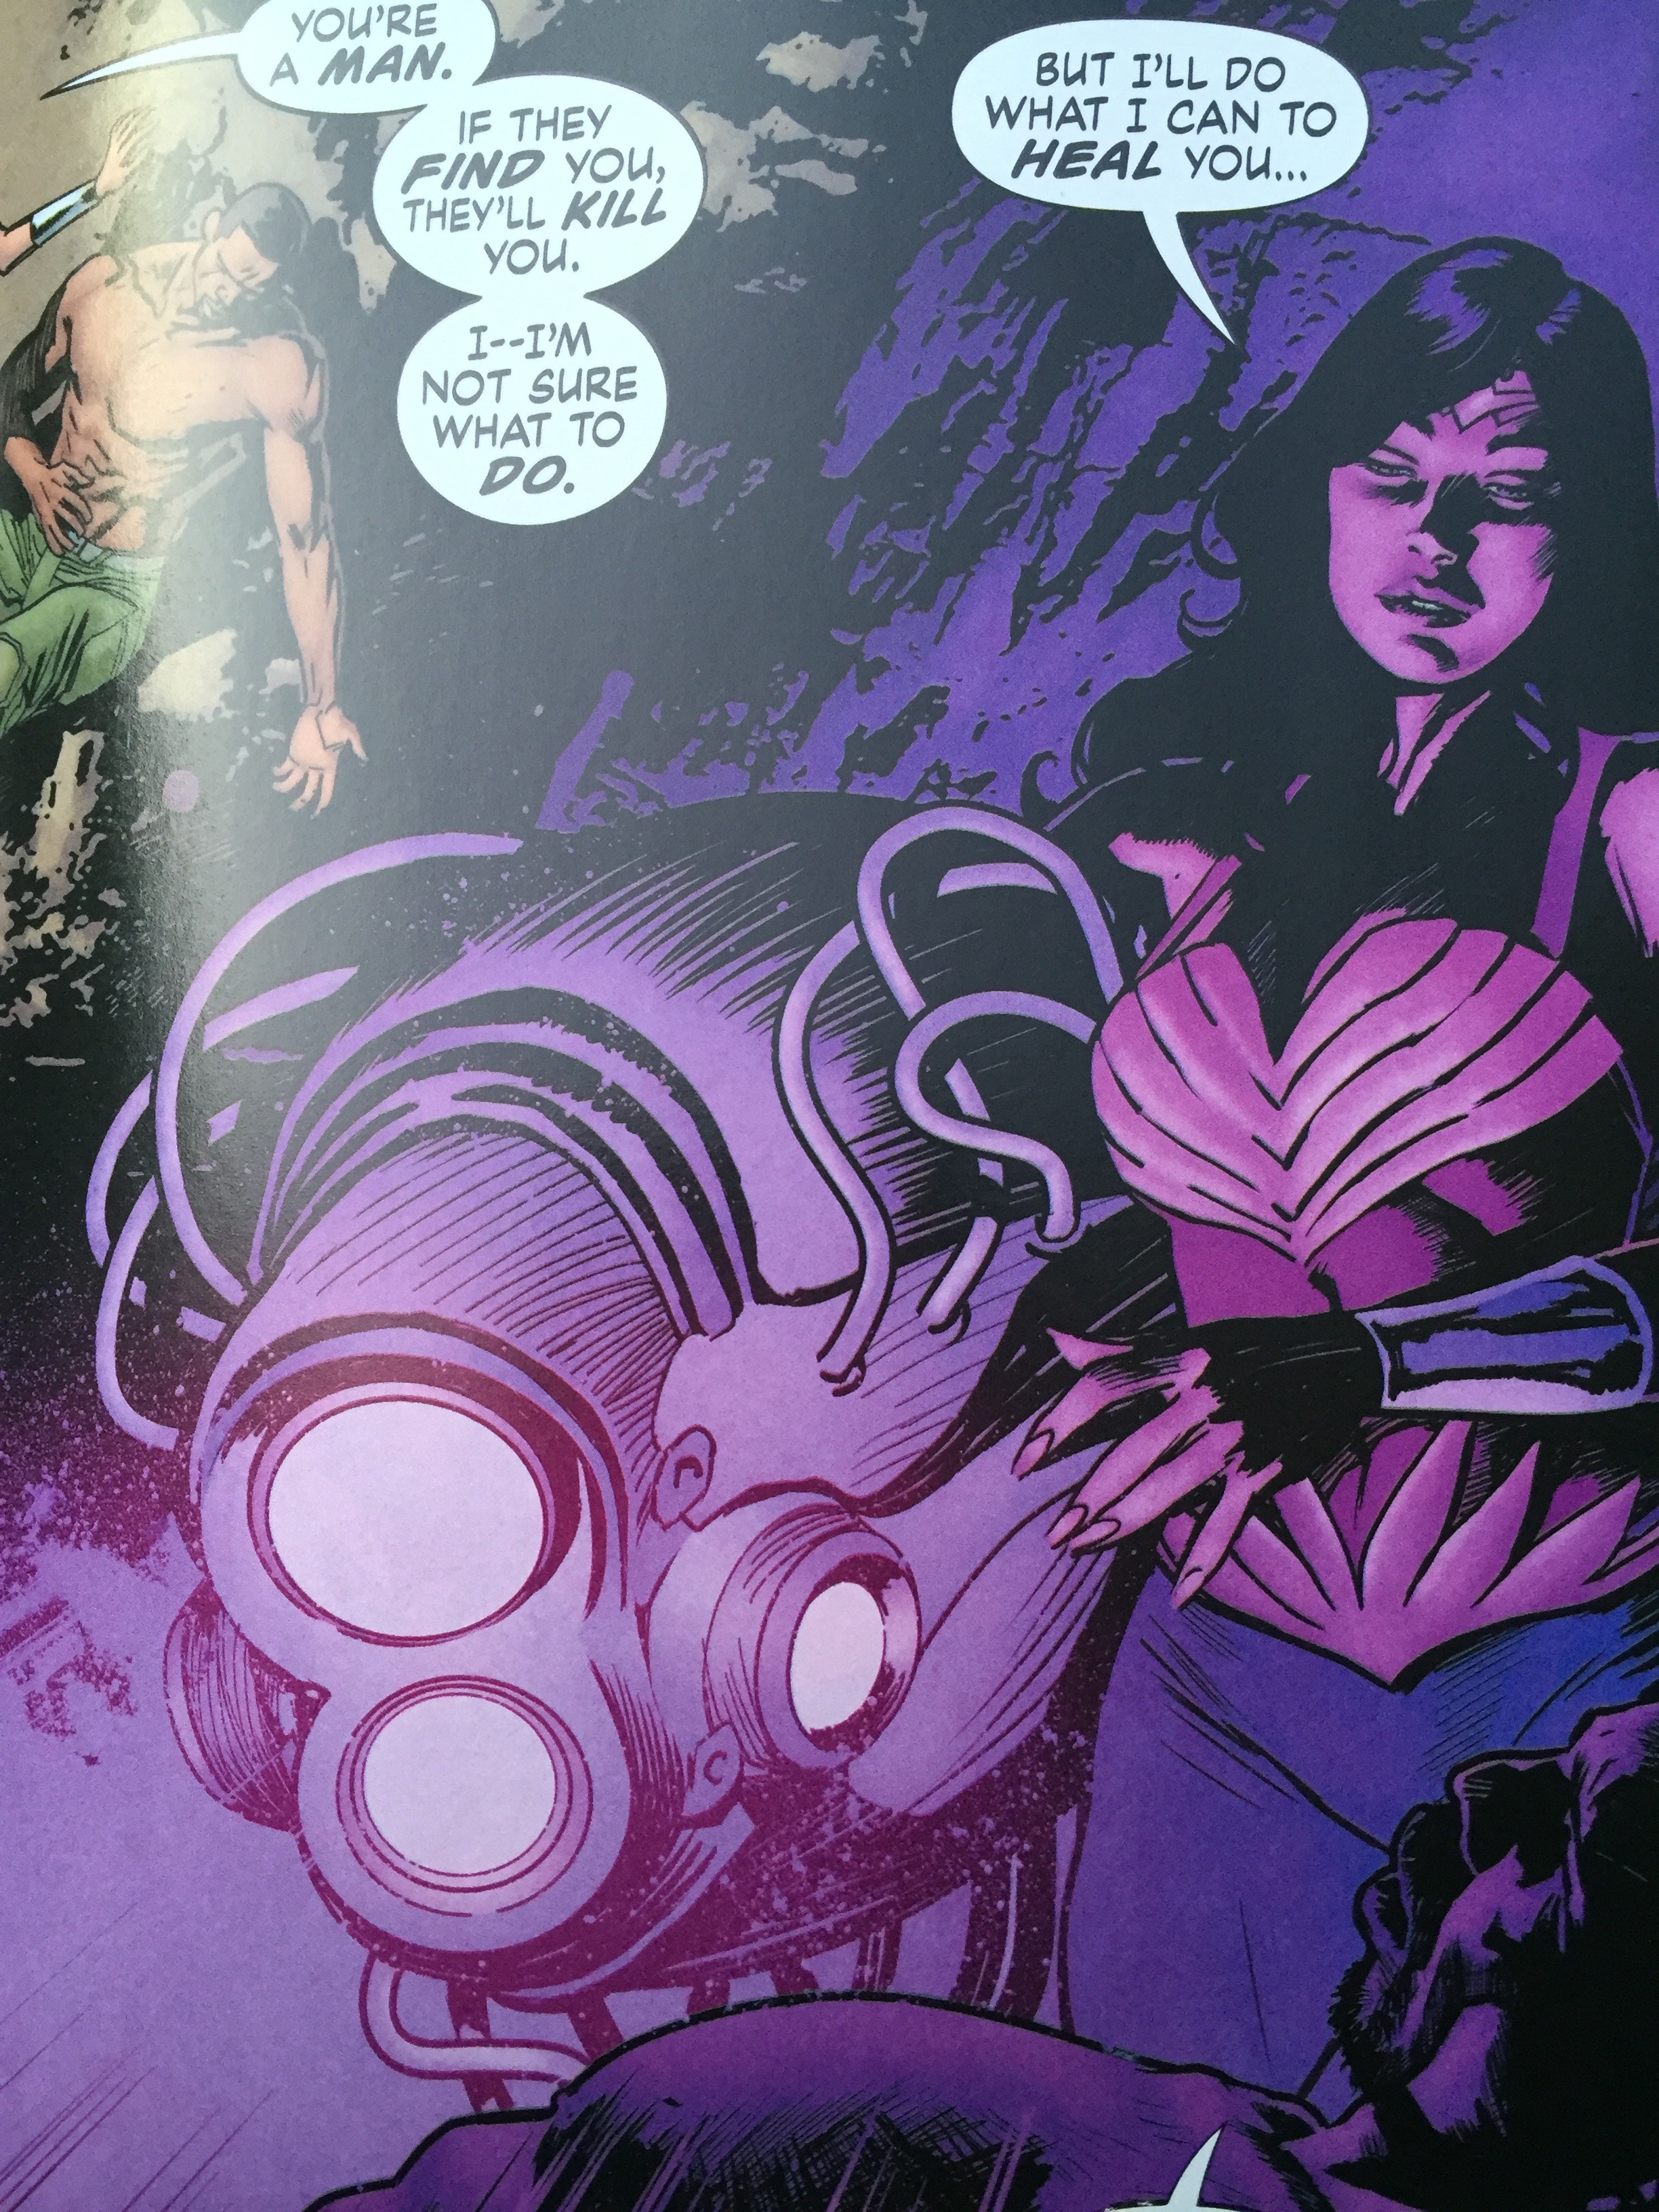 YOU'RE
A MAN.
IF THEY
FIND YOU,
THEY'LL KILL
YOU.
I--I'M
NOT SURE
WHAT TO
DO.
BUT I'LL DO
WHAT I CAN TO
HEAL YOU...